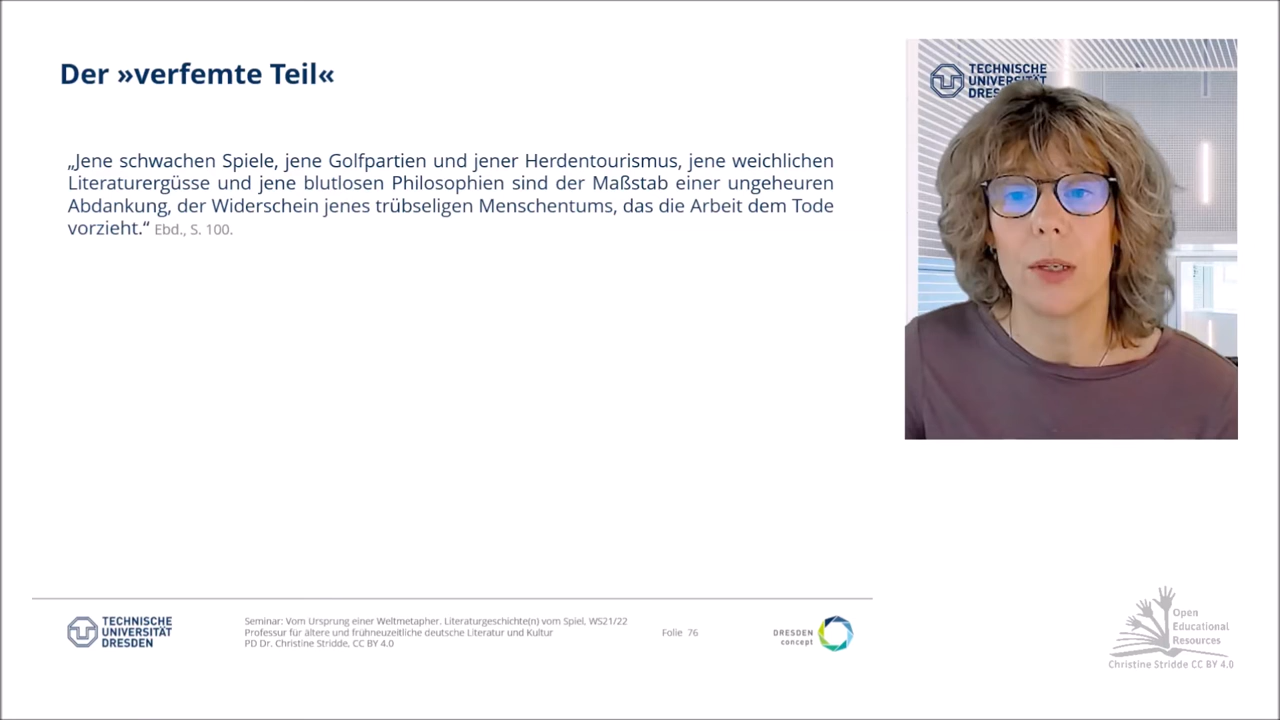 Der »verfemte Teil«
„Jene schwachen Spiele, jene Golfpartien und jener Herdentourismus, jene weichlichen
Literaturergüsse und jene blutlosen Philosophien sind der Maßstab einer ungeheuren
Abdankung, der Widerschein jenes trübseligen Menschentums, das die Arbeit dem Tode
vorzieht.“ Ebd., S. 100.
TECHNISCHE
UNIVERSITÄT
DRES
TECHNISCHE
UNIVERSITÄT
DRESDEN
Seminar: Vom Ursprung einer Weltmetapher. Literaturgeschichte(n) vom Spiel, WS21/22
Professur für ältere und frühneuzeitliche deutsche Literatur und Kultur
PD Dr. Christine Stridde, CC BY 4.0
Folie 76
DRESDEN
concept
Open
Educational
Resources
Christine Stridde CC BY 4.0